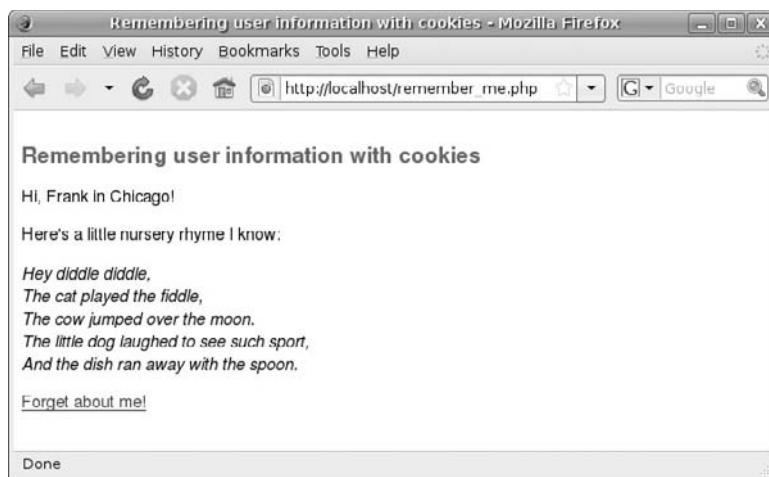 Remembering user information with cookies - Mozilla Firefox
File Edit View History Bookmarks Tools Help
http://localhost/remember_me.php G Google
Remembering user information with cookies
Hi, Frank in Chicago!
Here's a little nursery rhyme I know:
Hey diddle diddle,
The cat played the fiddle,
The cow jumped over the moon.
The little dog laughed to see such sport,
And the dish ran away with the spoon.
Forget about me!
Done